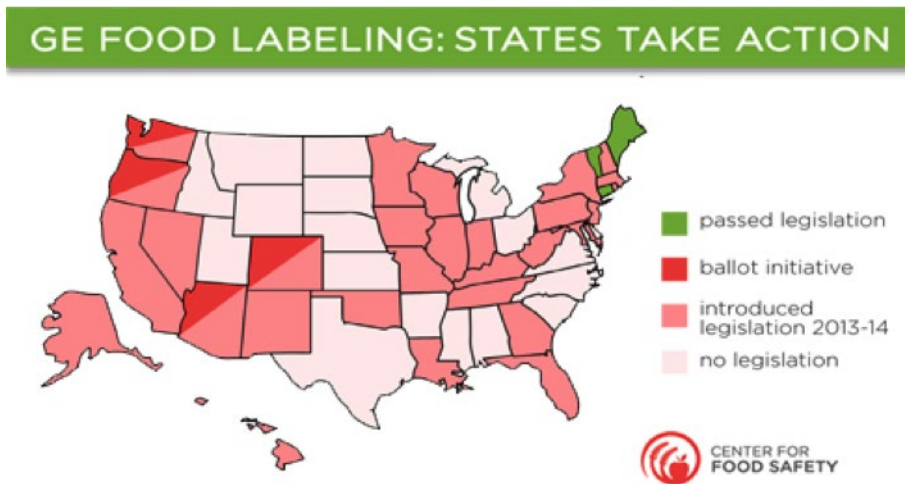 GE FOOD LABELING: STATES TAKE ACTION
passed legislation
ballot initiative
introduced
legislation 2013-14
no legislation
CENTER FOR
FOOD SAFETY